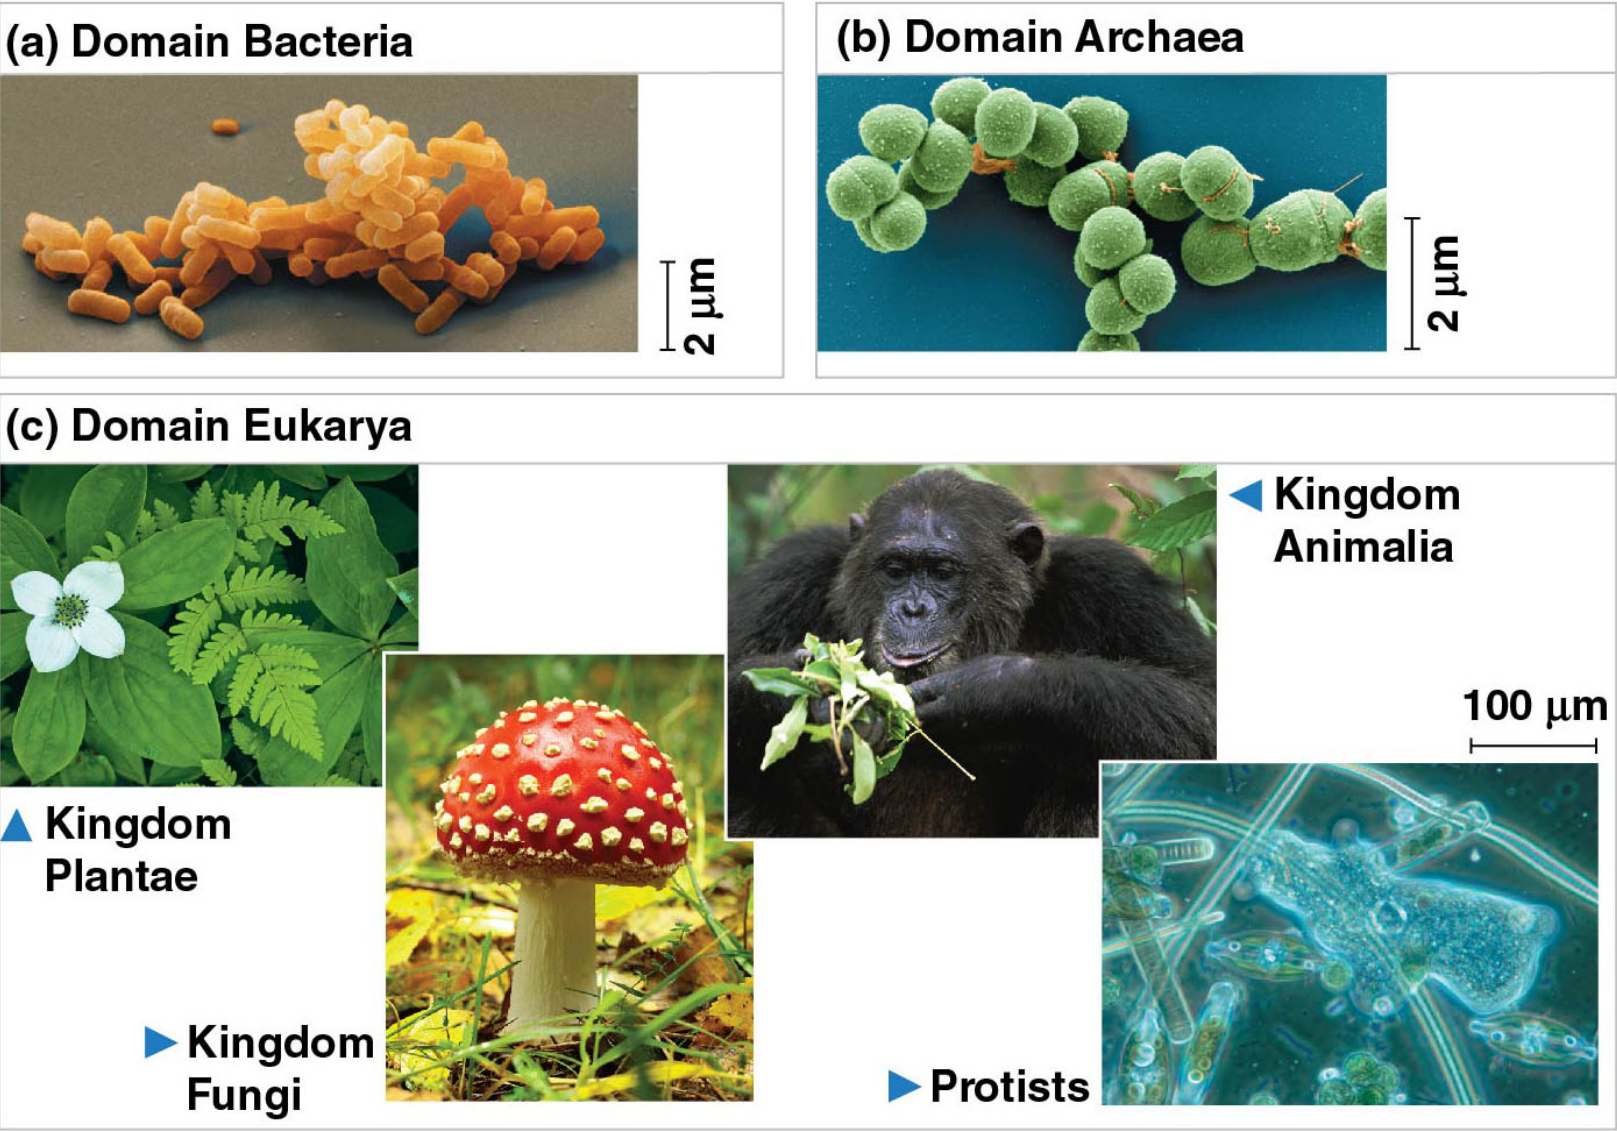 (a) Domain Bacteria
2 μm
(b) Domain Archaea
2 μm
(c) Domain Eukarya
Kingdom
Plantae
Kingdom
Fungi
Kingdom
Animalia
100 μm
Protists